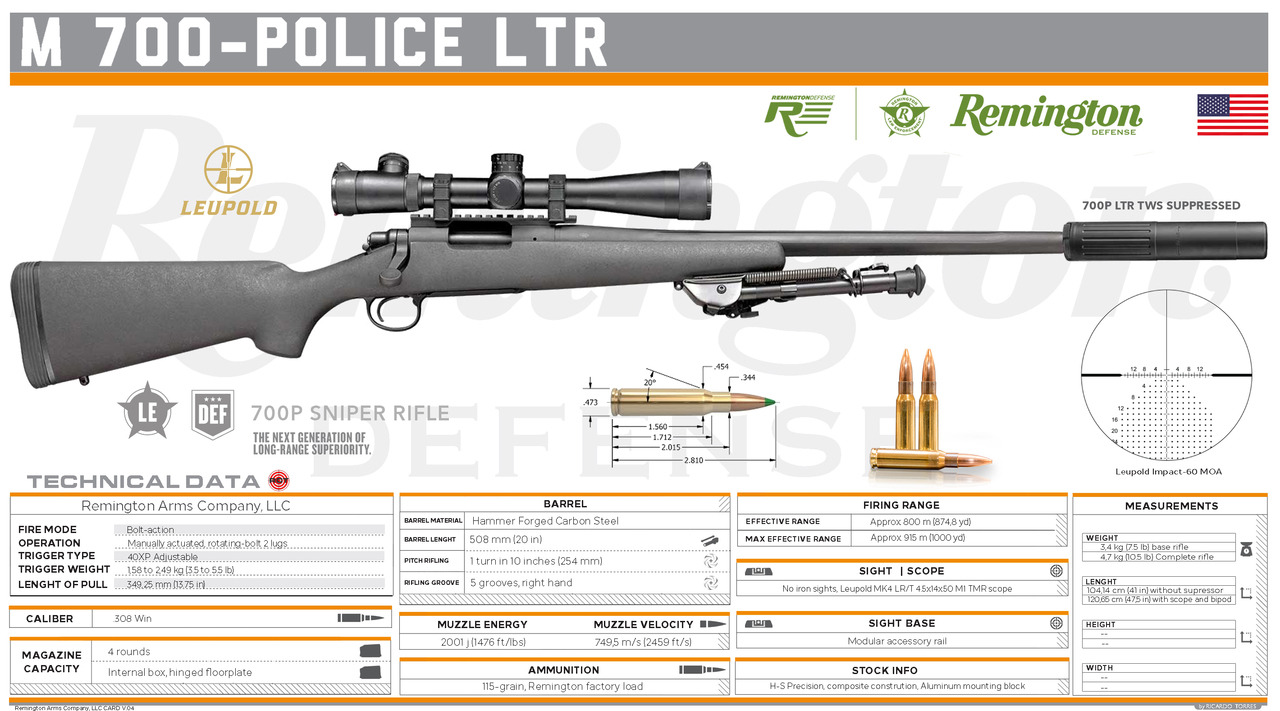 M 700-POLICE LTR
REMINGTONDEFENSE
R
REMINGTON
R
LAW ENFORCEMENT
Remington
DEFENSE
Remington
DEFENSE
L
LEUPOLD
700P LTR TWS SUPPRESSED
LE
DEF
700P SNIPER RIFLE
THE NEXT GENERATION OF
LONG-RANGE SUPERIORITY.
.454
20°
.344
.473
1.560
1.712
2.015
2.810
12 8 4 4 8 12
4
8
12
16
20
24
Leupold Impact-60 MOA
TECHNICAL DATA
HOT
Remington Arms Company, LLC
FIRE MODE Bolt-action
OPERATION Manually actuated, rotating-bolt 2 lugs
TRIGGER TYPE 40XP Adjustable
TRIGGER WEIGHT 1,58 to 2,49 kg (3.5 to 5.5 lb)
LENGHT OF PULL 349,25 mm (13.75 in)
CALIBER 308 Win
MAGAZINE
CAPACITY
4 rounds
Internal box, hinged floorplate
BARREL
BARREL MATERIAL Hammer Forged Carbon Steel
BARREL LENGHT 508 mm (20 in)
PITCH RIFLING 1 turn in 10 inches (254 mm)
RIFLING GROOVE 5 grooves, right hand
MUZZLE ENERGY MUZZLE VELOCITY
2001 j (1476 ft/lbs) 749,5 m/s (2459 ft/s)
AMMUNITION
115-grain, Remington factory load
FIRING RANGE
EFFECTIVE RANGE Approx 800 m (874,8 yd)
MAX EFFECTIVE RANGE Approx 915 m (1000 yd)
SIGHT | SCOPE
No iron sights, Leupold MK4 LR/T 4.5x14x50 M1 TMR scope
SIGHT BASE
Modular accessory rail
STOCK INFO
H-S Precision, composite constrution, Aluminum mounting block
MEASUREMENTS
WEIGHT
3,4 kg (7.5 lb) base rifle
4,7 kg (10.5 lb) Complete rifle
LENGHT
104,14 cm (41 in) without supressor
120,65 cm (47,5 in) with scope and bipod
HEIGHT
--
--
WIDTH
--
--
Remington Arms Company, LLC CARD V.04
by RICARDO TORRES